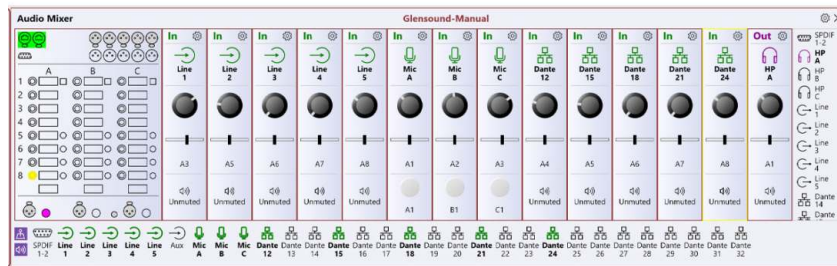 Audio Mixer
Glensound-Manual
In In In In In In In In In In In In In Out
Line 1
Line 2
Line 3
Line 4
Line 5
Mic A
Mic B
Mic C
Dante 12
Dante 15
Dante 18
Dante 21
Dante 24
HP A
A B C
1
2
3
4
5
6
7
8
A3 A5 A6 A7 A8 A1 A2 A3 A4 A5 A6 A7 A8 A1
Unmuted Unmuted Unmuted Unmuted Unmuted A1 B1 C1 Unmuted Unmuted Unmuted Unmuted Unmuted Unmuted
SPDIF 1-2
HP A
HP B
HP C
Line 1
Line 2
Line 3
Line 4
Line 5
Dante 14
SPDIF 1-2
Line 1
Line 2
Line 3
Line 4
Line 5
Aux
Mic A
Mic B
Mic C
Dante 12
Dante 13
Dante 14
Dante 15
Dante 16
Dante 17
Dante 18
Dante 19
Dante 20
Dante 21
Dante 22
Dante 23
Dante 24
Dante 25
Dante 26
Dante 27
Dante 28
Dante 29
Dante 30
Dante 31
Dante 32